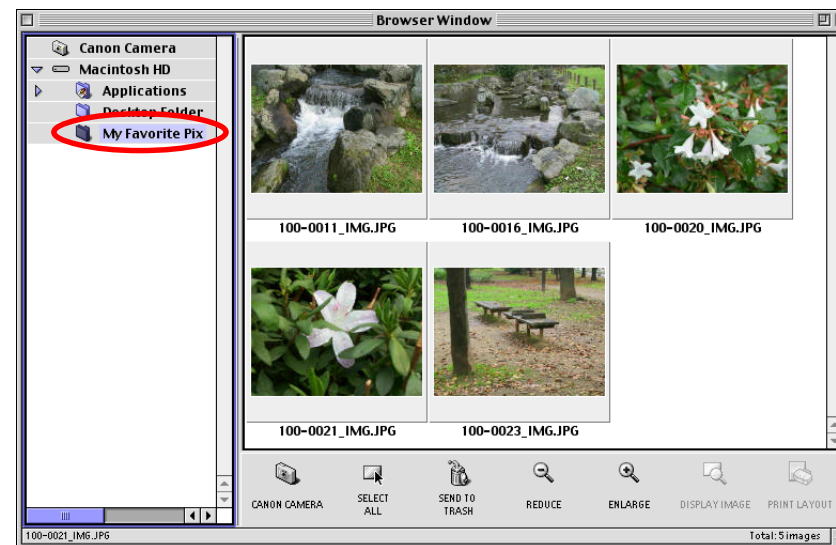 Browser Window
Canon Camera
Macintosh HD
Applications
Desktop Folder
My Favorite Pix
100-0011_IMG.JPG
100-0016_IMG.JPG
100-0020_IMG.JPG
100-0021_IMG.JPG
100-0023_IMG.JPG
CANON CAMERA
SELECT
ALL
SEND TO
TRASH
REDUCE
ENLARGE
DISPLAY IMAGE
PRINT LAYOUT
100-0021_IMG.JPG
Total:5images